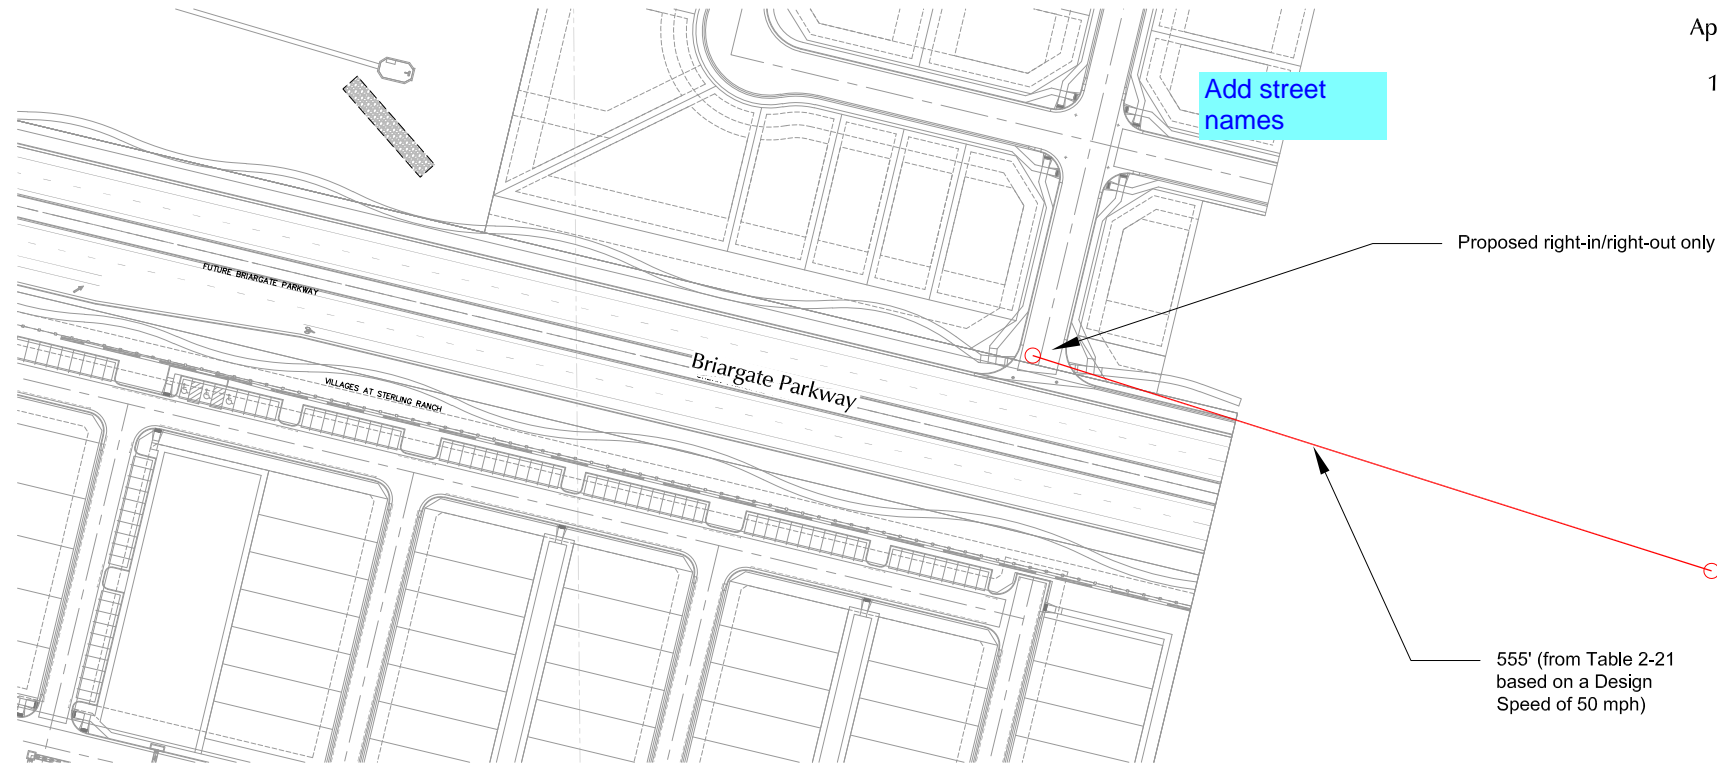 Ap
1
Add street
names
Proposed right-in/right-out only
FUTURE BRIARGATE PARKWAY
Briargate Parkway
VILLAGES AT STERLING RANCH
555' (from Table 2-21
based on a Design
Speed of 50 mph)